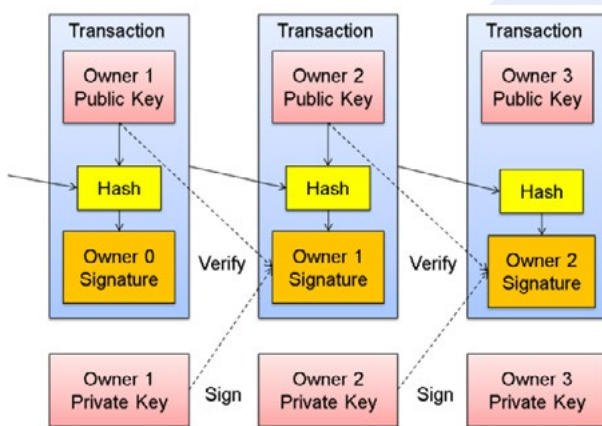 Transaction
Owner 1
Public Key
Hash
Owner 0
Signature
Verify
Transaction
Owner 2
Public Key
Hash
Owner 1
Signature
Verify
Transaction
Owner 3
Public Key
Hash
Owner 2
Signature
Owner 1
Private Key
Sign
Owner 2
Private Key
Sign
Owner 3
Private Key